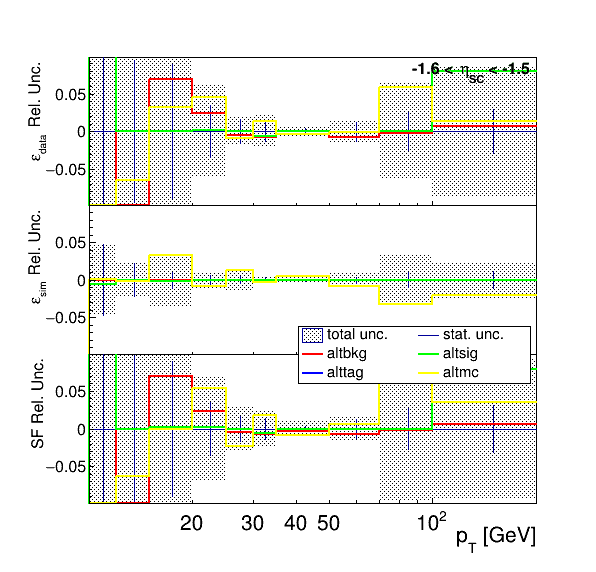 -1.6 < η_SC < -1.5
ε_data Rel. Unc.
0.05
0
−0.05
ε_sim Rel. Unc.
0.05
0
−0.05
total unc. stat. unc.
altbkg altsig
alttag altmc
SF Rel. Unc.
0.05
0
−0.05
20 30 40 50 10²
p_T [GeV]